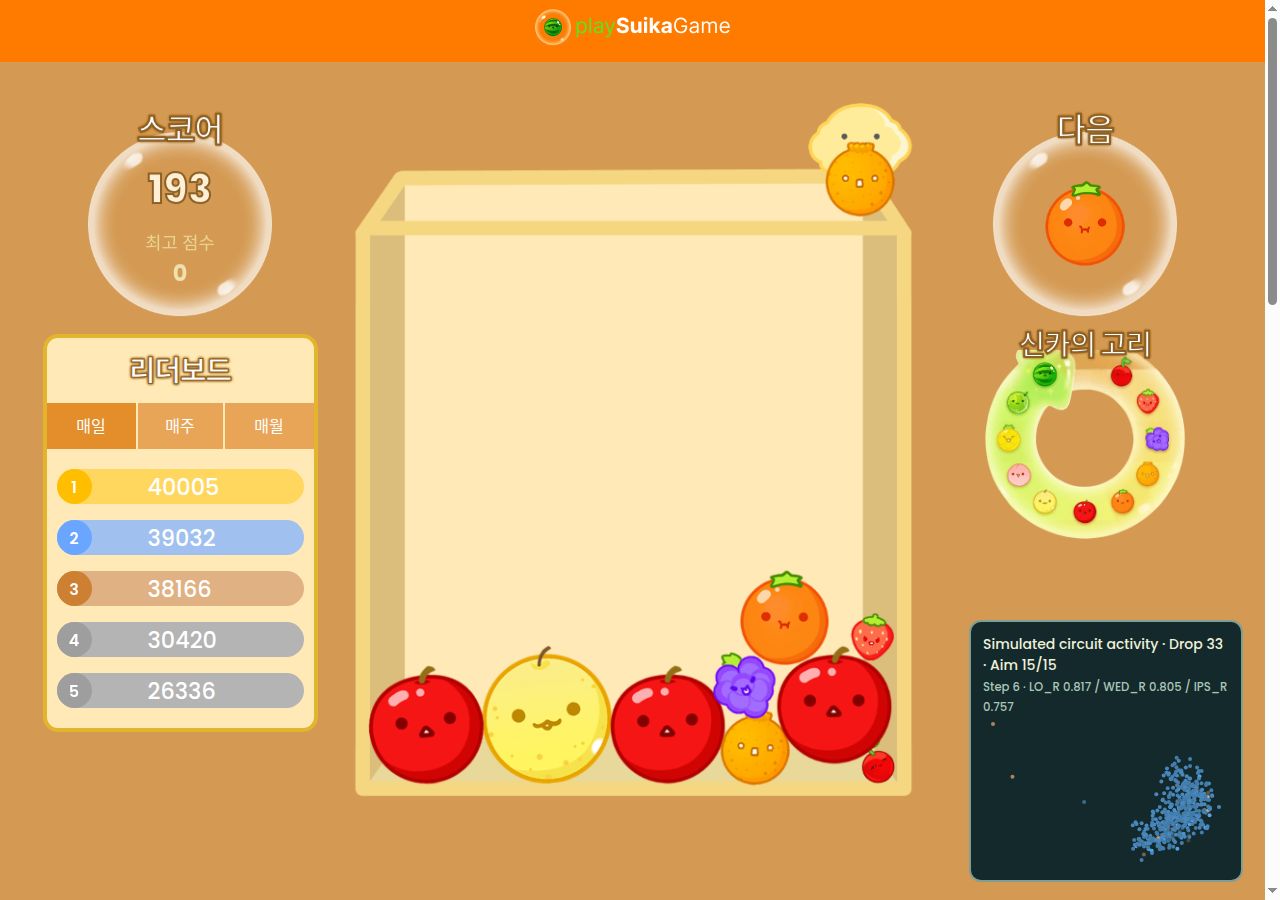 playSuikaGame
스코어
193
최고 점수
0
리더보드
매일 매주 매월
1 40005
2 39032
3 38166
4 30420
5 26336
다음
신카의 고리
Simulated circuit activity · Drop 33
· Aim 15/15
Step 6 · LO_R 0.817 / WED_R 0.805 / IPS_R
0.757